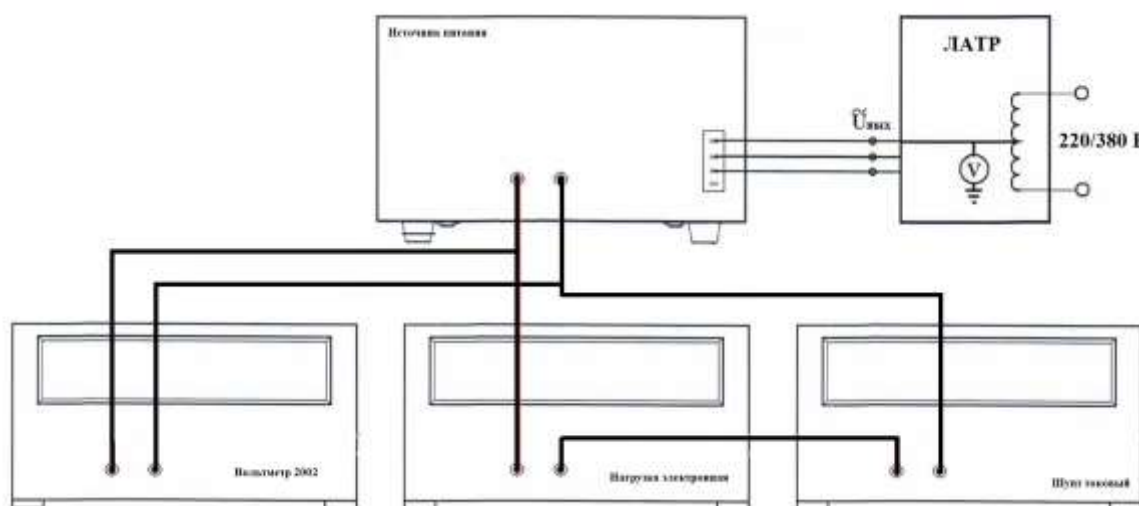 Источник питания
ЛАТР
Uвых
220/380 В
V
Вольтметр 2002
Нагрузка электронная
Шунт токовый